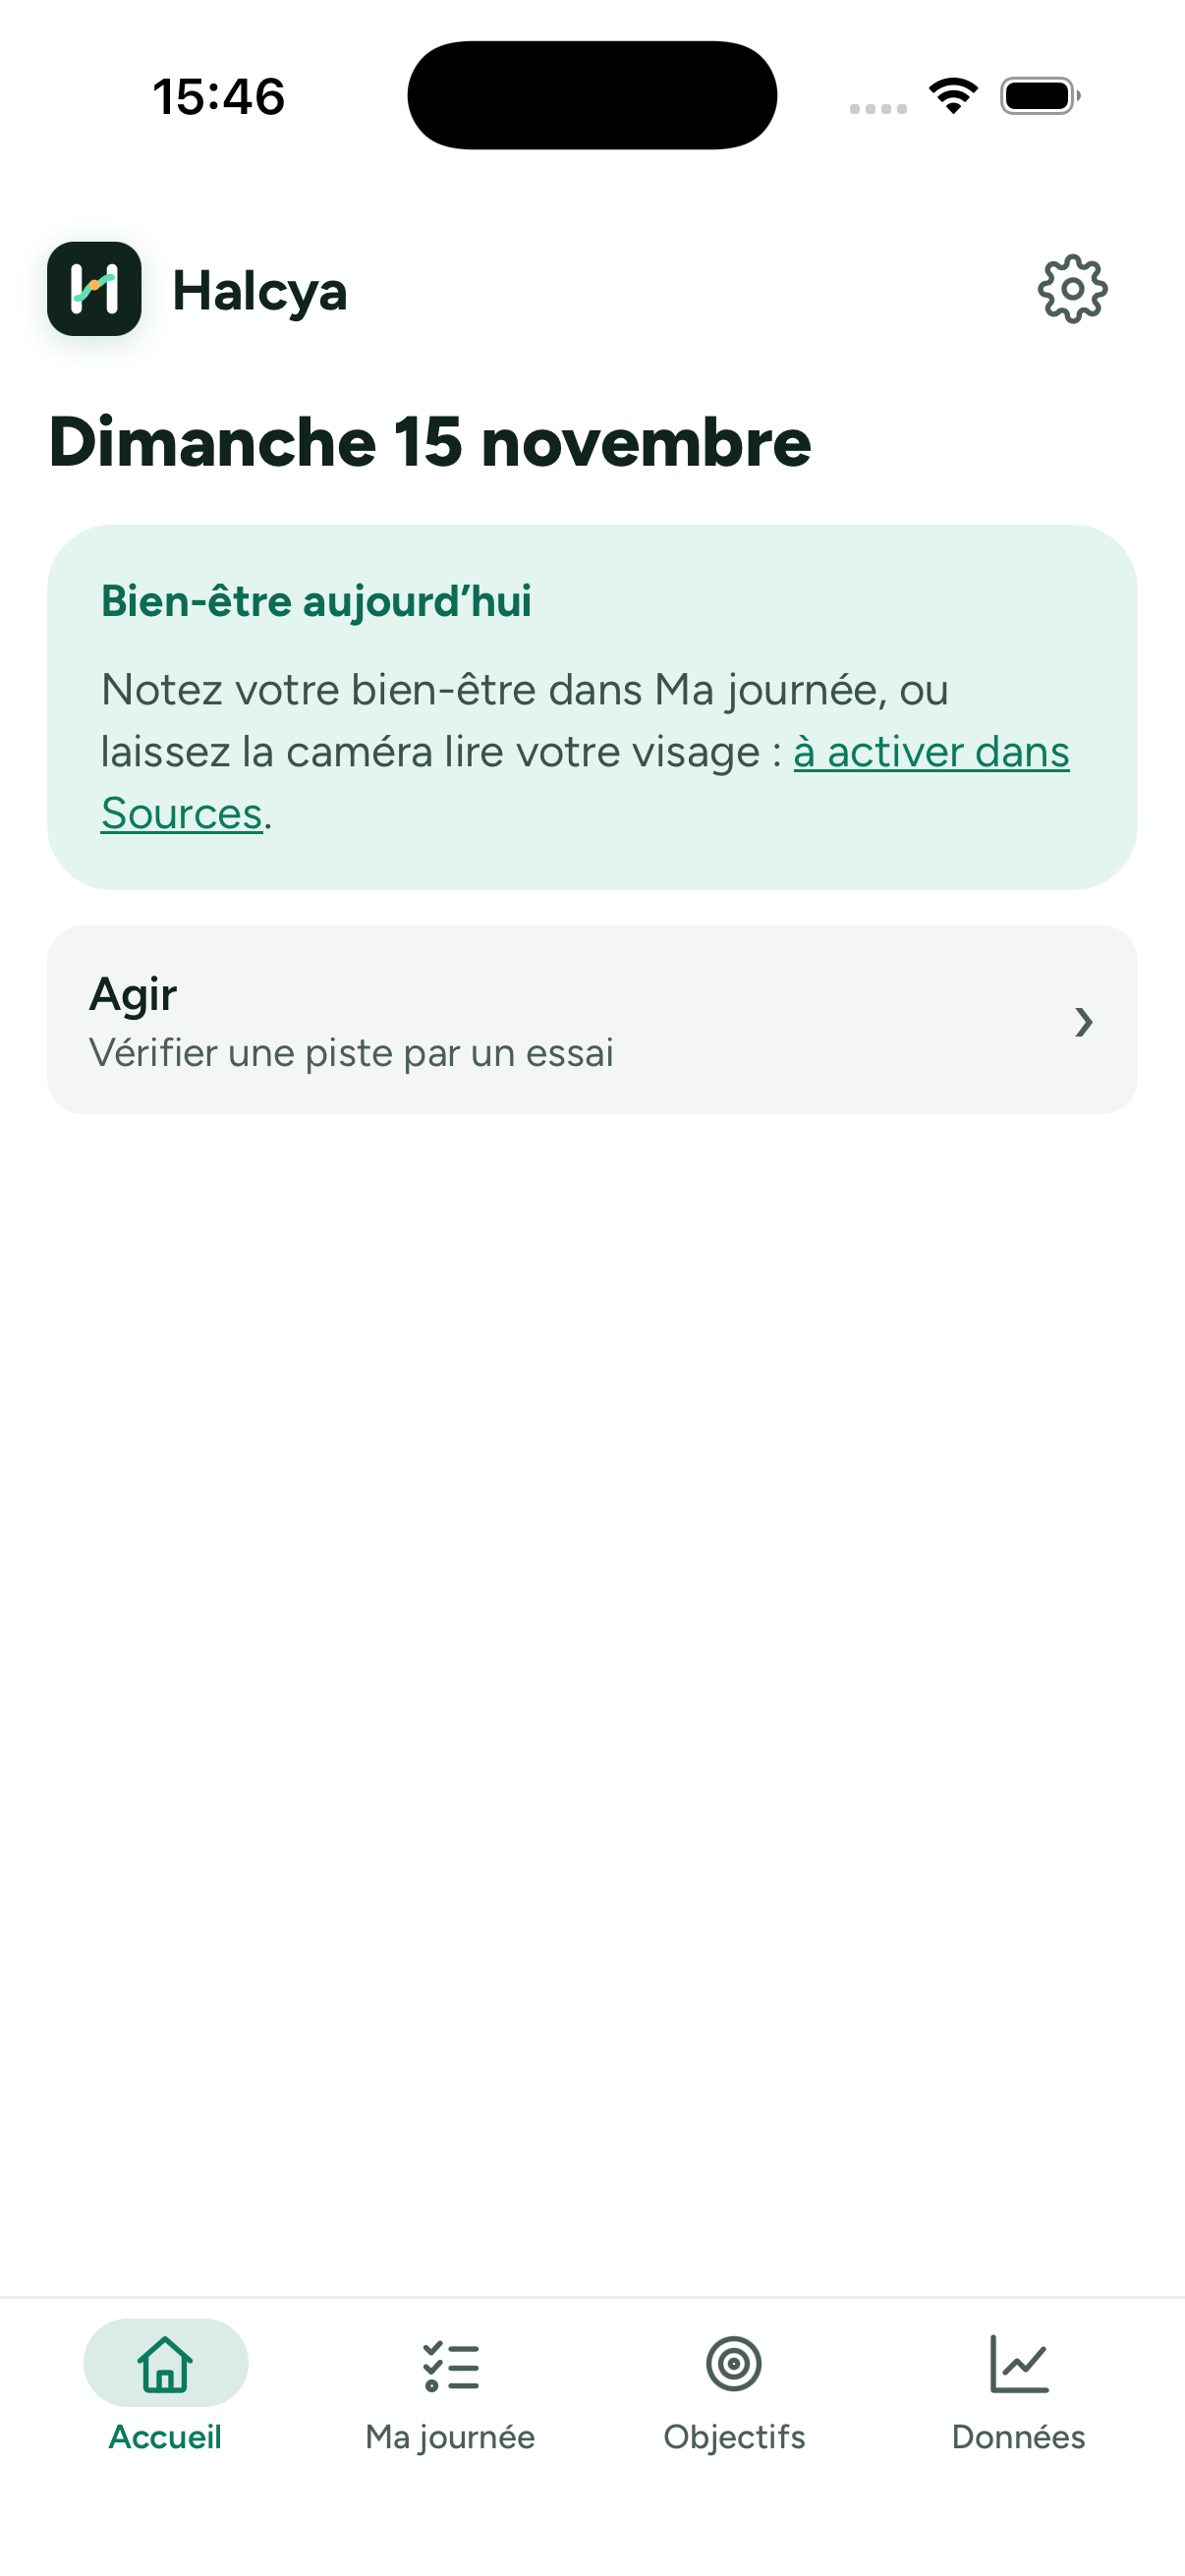 15:46
Halcya
Dimanche 15 novembre
Bien-être aujourd’hui
Notez votre bien-être dans Ma journée, ou
laissez la caméra lire votre visage : à activer dans
Sources.
Agir
Vérifier une piste par un essai
Accueil
Ma journée
Objectifs
Données